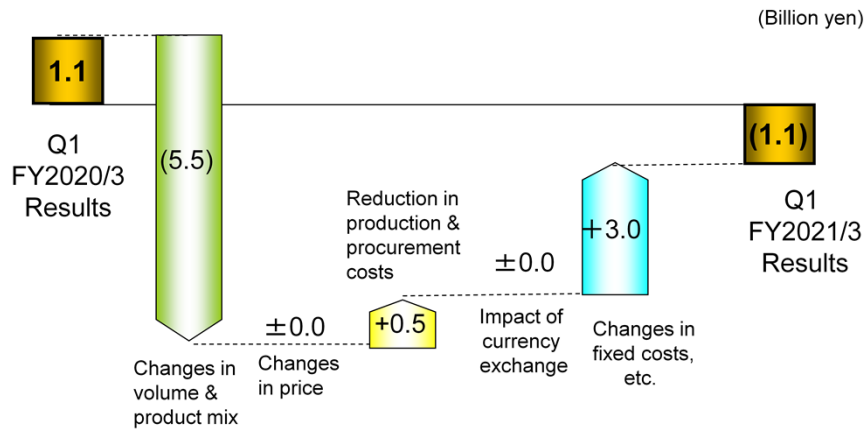 (Billion yen)
1.1
Q1
FY2020/3
Results
(5.5)
Changes in
volume &
product mix
±0.0
Changes
in price
Reduction in
production &
procurement
costs
+0.5
±0.0
Impact of
currency
exchange
+3.0
Changes in
fixed costs,
etc.
(1.1)
Q1
FY2021/3
Results